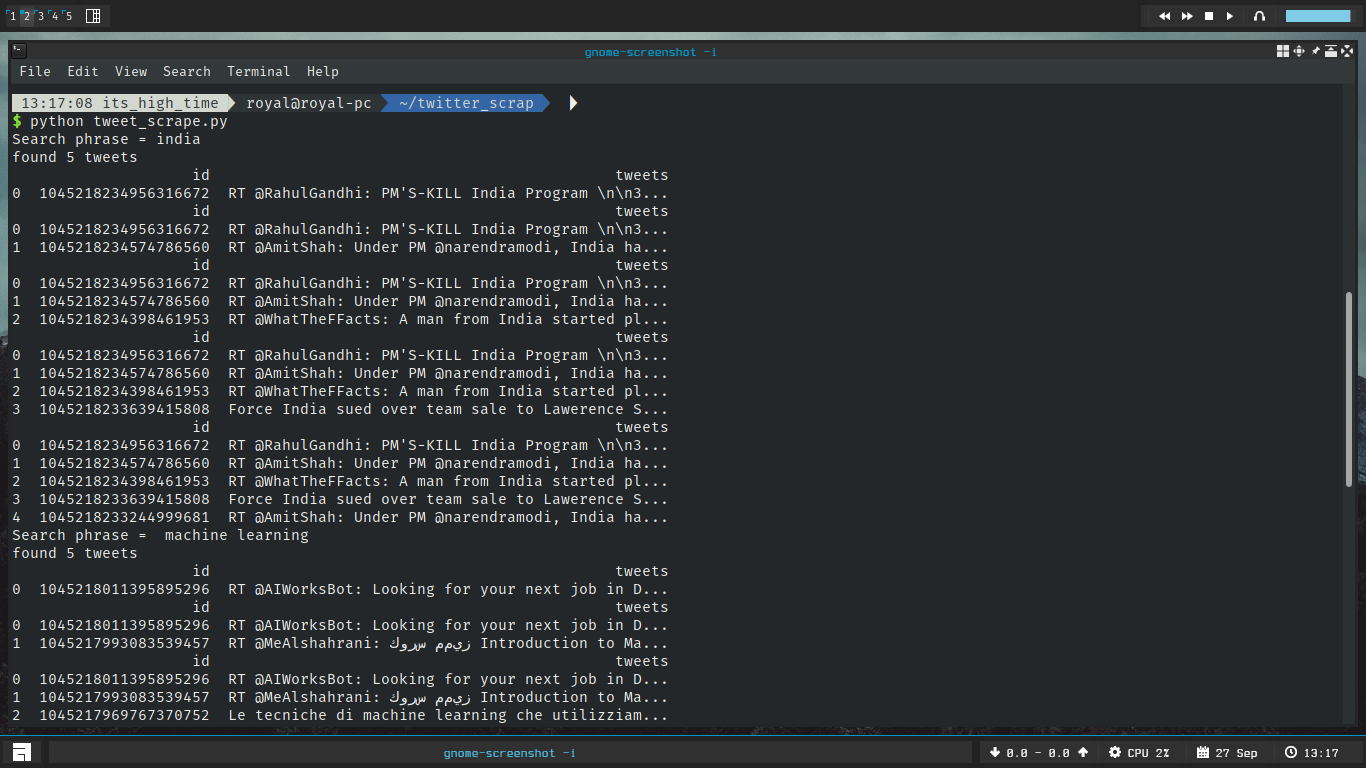 1 2 3 4 5
gnome-screenshot -i
File Edit View Search Terminal Help
13:17:08 its_high_time royal@royal-pc ~/twitter_scrap
$ python tweet_scrape.py
Search phrase = india
found 5 tweets
id tweets
0 1045218234956316672 RT @RahulGandhi: PM'S-KILL India Program \n\n3...
id tweets
0 1045218234956316672 RT @RahulGandhi: PM'S-KILL India Program \n\n3...
1 1045218234574786560 RT @AmitShah: Under PM @narendramodi, India ha...
id tweets
0 1045218234956316672 RT @RahulGandhi: PM'S-KILL India Program \n\n3...
1 1045218234574786560 RT @AmitShah: Under PM @narendramodi, India ha...
2 1045218234398461953 RT @WhatTheFFacts: A man from India started pl...
id tweets
0 1045218234956316672 RT @RahulGandhi: PM'S-KILL India Program \n\n3...
1 1045218234574786560 RT @AmitShah: Under PM @narendramodi, India ha...
2 1045218234398461953 RT @WhatTheFFacts: A man from India started pl...
3 1045218233639415808 Force India sued over team sale to Lawerence S...
id tweets
0 1045218234956316672 RT @RahulGandhi: PM'S-KILL India Program \n\n3...
1 1045218234574786560 RT @AmitShah: Under PM @narendramodi, India ha...
2 1045218234398461953 RT @WhatTheFFacts: A man from India started pl...
3 1045218233639415808 Force India sued over team sale to Lawerence S...
4 1045218233244999681 RT @AmitShah: Under PM @narendramodi, India ha...
Search phrase =  machine learning
found 5 tweets
id tweets
0 1045218011395895296 RT @AIWorksBot: Looking for your next job in D...
id tweets
0 1045218011395895296 RT @AIWorksBot: Looking for your next job in D...
1 1045217993083539457 RT @MeAlshahrani: كورس مميز Introduction to Ma...
id tweets
0 1045218011395895296 RT @AIWorksBot: Looking for your next job in D...
1 1045217993083539457 RT @MeAlshahrani: كورس مميز Introduction to Ma...
2 1045217969767370752 Le tecniche di machine learning che utilizziam...
gnome-screenshot -i
0.0 - 0.0 CPU 2% 27 Sep 13:17